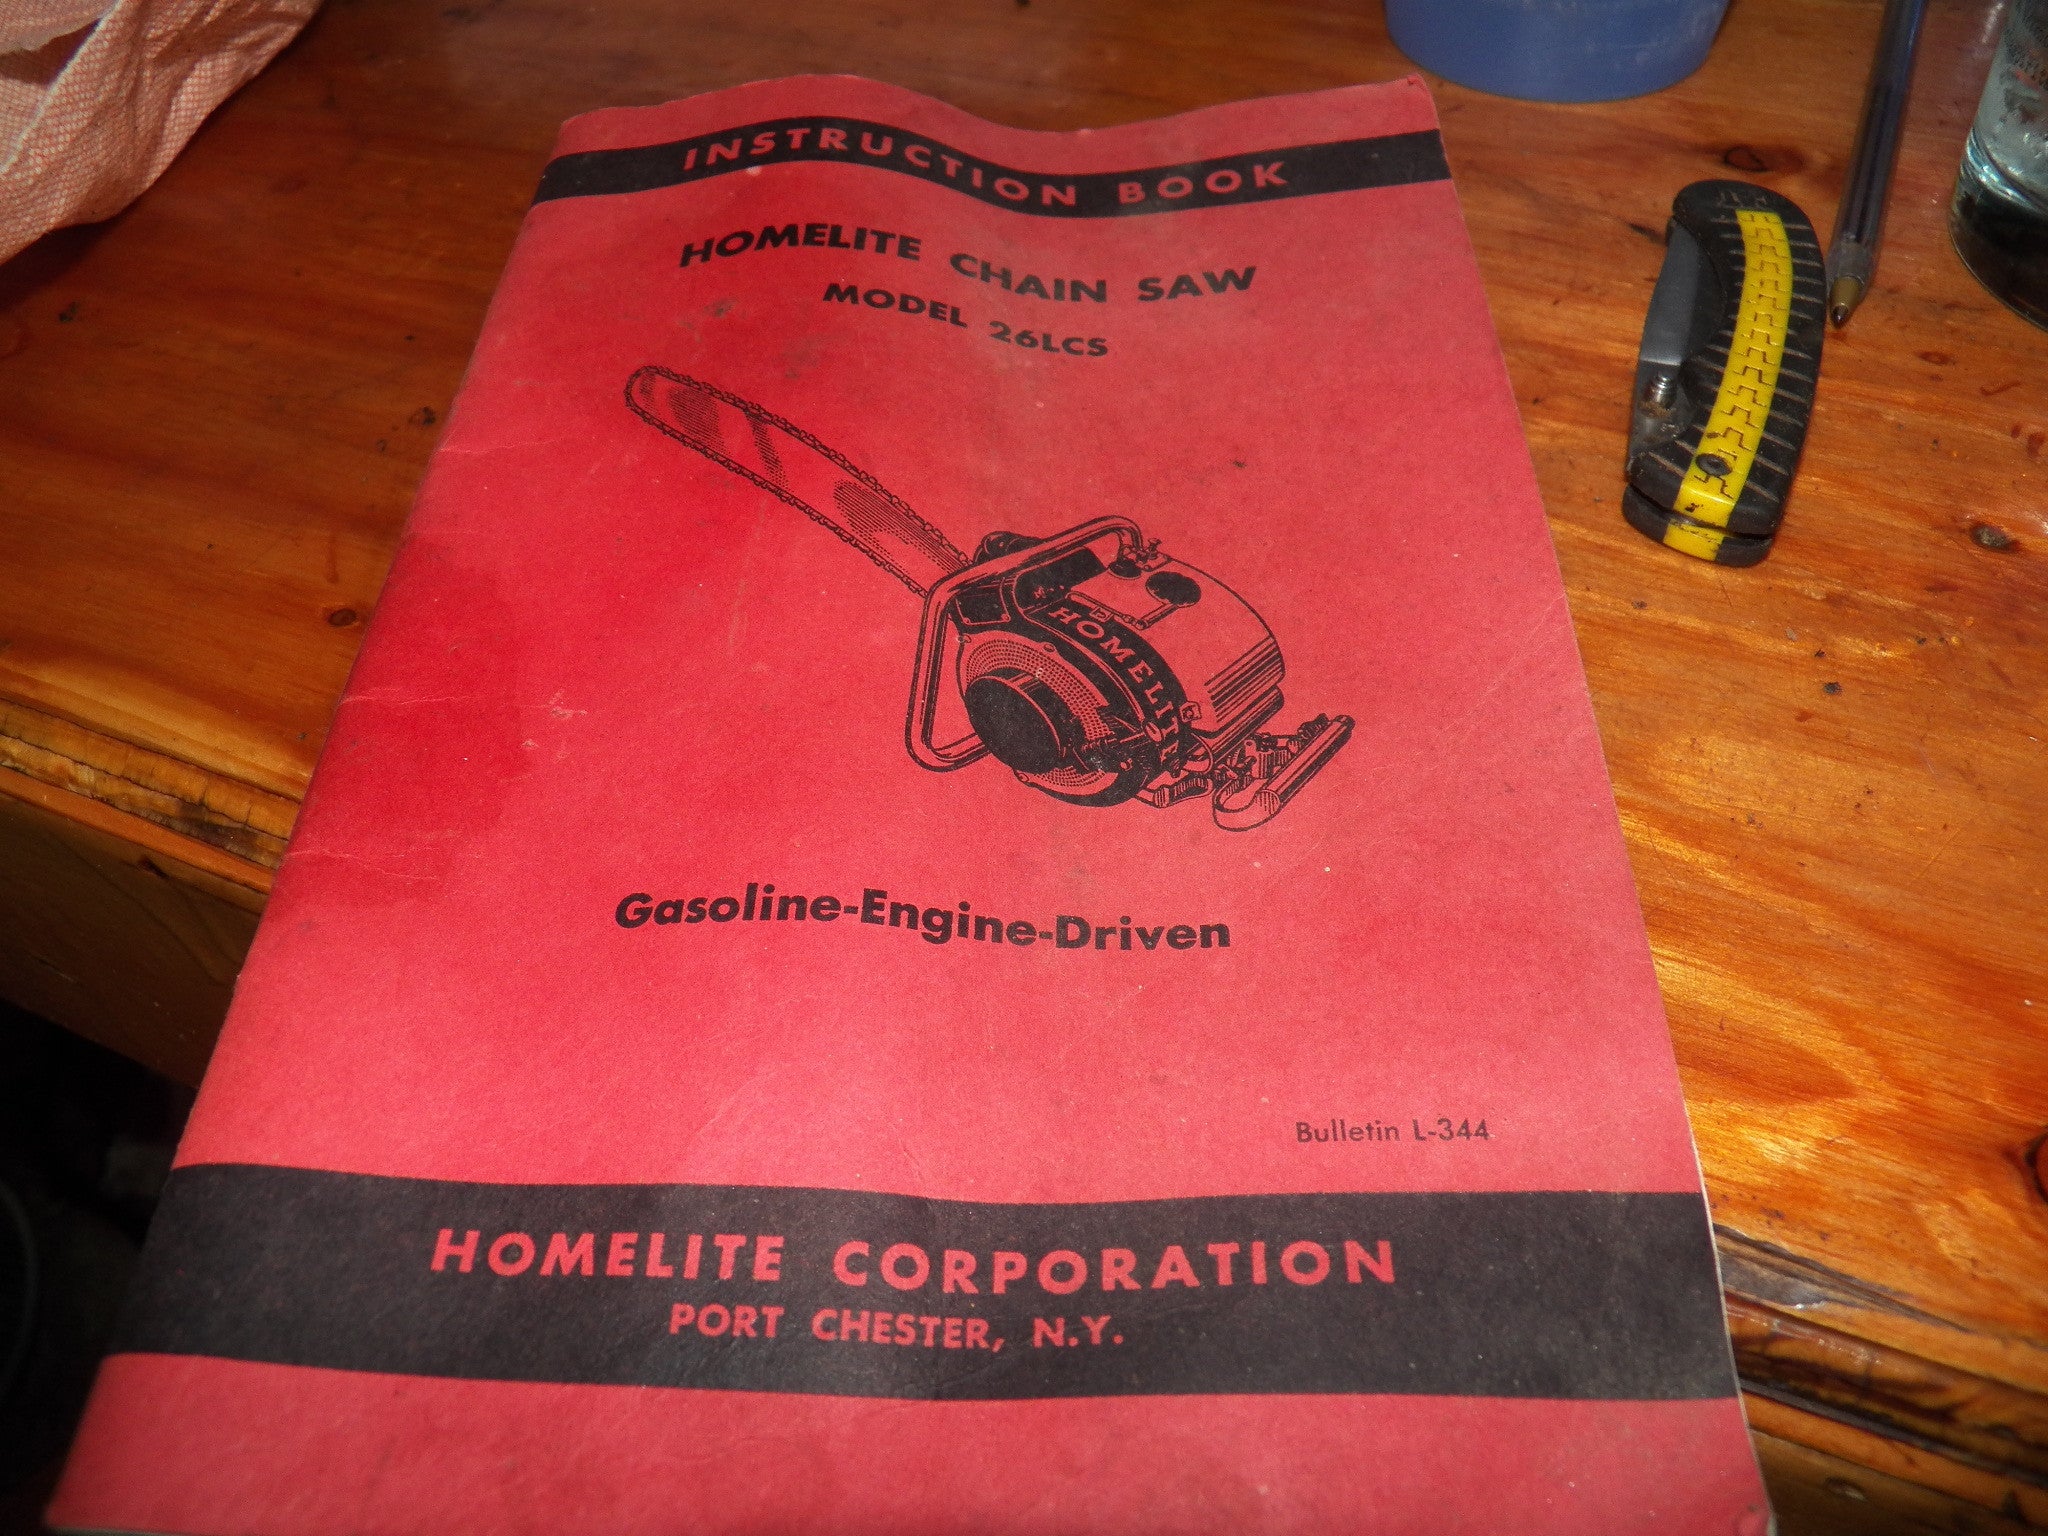 INSTRUCTION BOOK
HOMELITE CHAIN SAW
MODEL 26LCS
HOMELITE
Gasoline-Engine-Driven
Bulletin L-344
HOMELITE CORPORATION
PORT CHESTER, N.Y.